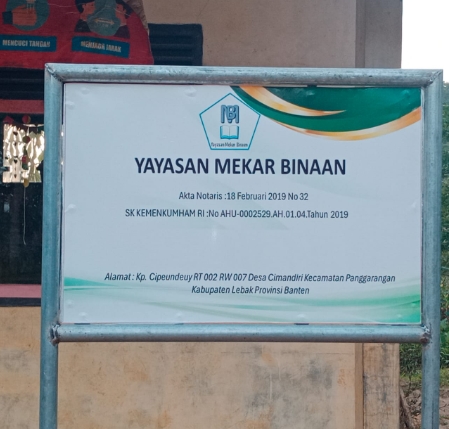 MENCUCI TANGAN
MENJAGA JARAK
Yayasan Mekar Binaan
YAYASAN MEKAR BINAAN
Akta Notaris :18 Februari 2019 No 32
SK KEMENKUMHAM RI :No AHU-0002529.AH.01.04.Tahun 2019
Alamat : Kp. Cipeundeuy RT 002 RW 007 Desa Cimandiri Kecamatan Panggarangan
Kabupaten Lebak Provinsi Banten